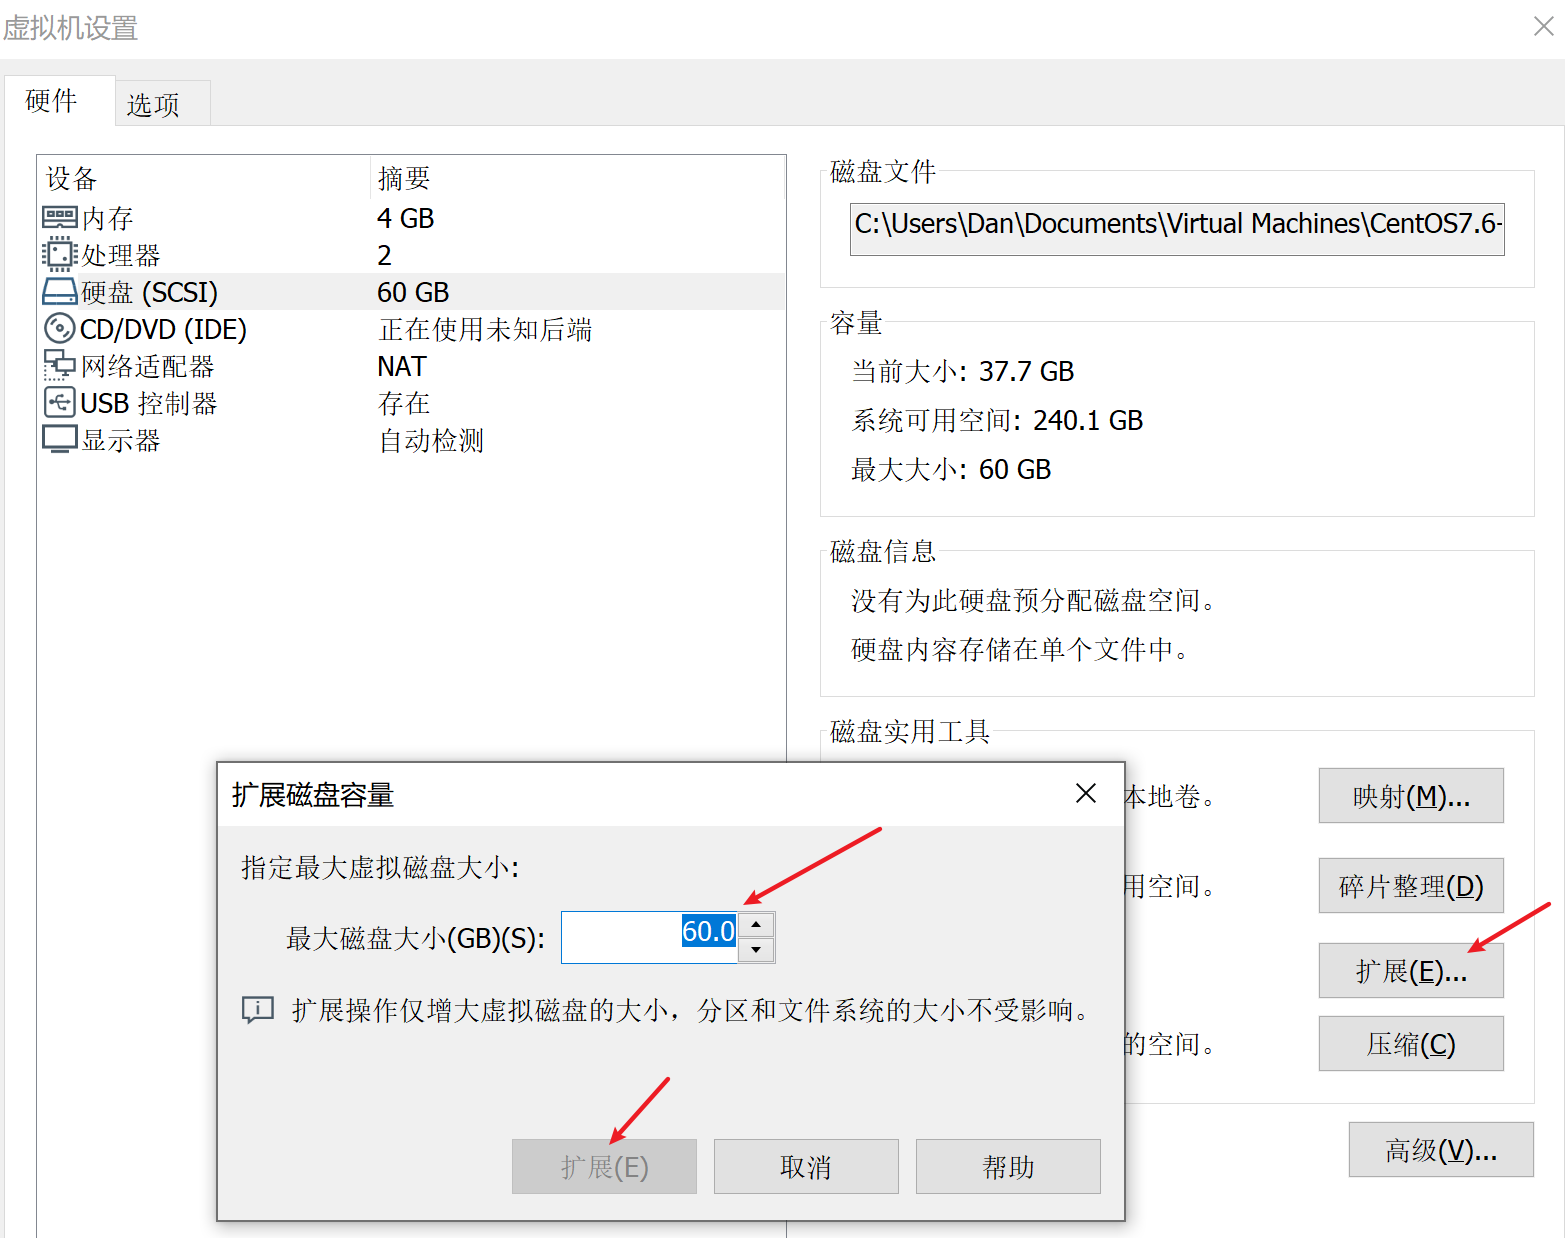 虚拟机设置
硬件
选项
设备 摘要
内存 4 GB
处理器 2
硬盘 (SCSI) 60 GB
CD/DVD (IDE) 正在使用未知后端
网络适配器 NAT
USB 控制器 存在
显示器 自动检测
磁盘文件
C:\Users\Dan\Documents\Virtual Machines\CentOS7.6-
容量
当前大小: 37.7 GB
系统可用空间: 240.1 GB
最大大小: 60 GB
磁盘信息
没有为此硬盘预分配磁盘空间。
硬盘内容存储在单个文件中。
磁盘实用工具
本地卷。 映射(M)...
用空间。 碎片整理(D)
扩展(E)...
的空间。 压缩(C)
高级(V)...
扩展磁盘容量
指定最大虚拟磁盘大小:
最大磁盘大小(GB)(S): 60.0
扩展操作仅增大虚拟磁盘的大小，分区和文件系统的大小不受影响。
扩展(E) 取消 帮助